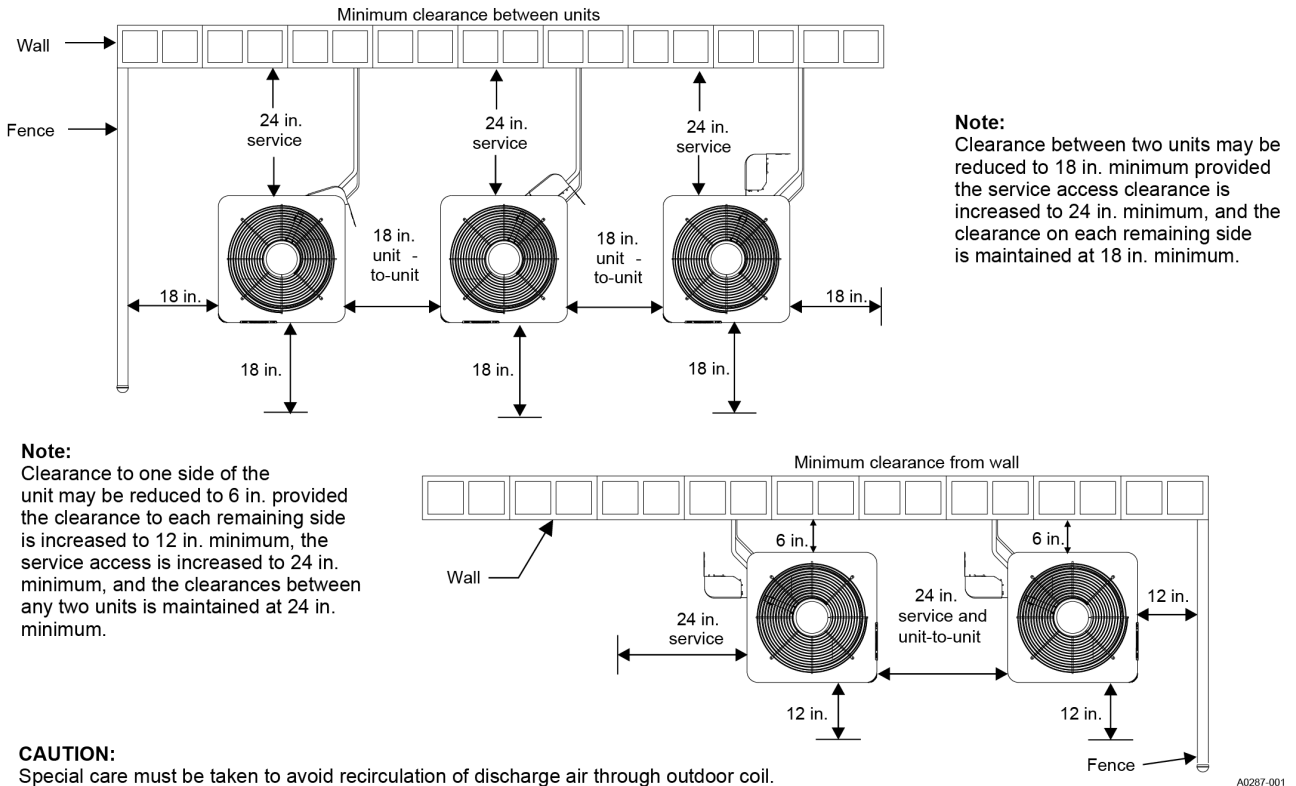 Minimum clearance between units
Wall
Fence
24 in.
service
24 in.
service
24 in.
service
18 in.
unit -
to-unit
18 in.
unit -
to-unit
18 in.
18 in.
18 in.
18 in.
18 in.
Note:
Clearance between two units may be
reduced to 18 in. minimum provided
the service access clearance is
increased to 24 in. minimum, and the
clearance on each remaining side
is maintained at 18 in. minimum.
Note:
Clearance to one side of the
unit may be reduced to 6 in. provided
the clearance to each remaining side
is increased to 12 in. minimum, the
service access is increased to 24 in.
minimum, and the clearances between
any two units is maintained at 24 in.
minimum.
Minimum clearance from wall
Wall
6 in.
6 in.
24 in.
service
24 in.
service and
unit-to-unit
12 in.
12 in.
12 in.
Fence
CAUTION:
Special care must be taken to avoid recirculation of discharge air through outdoor coil.
A0287-001